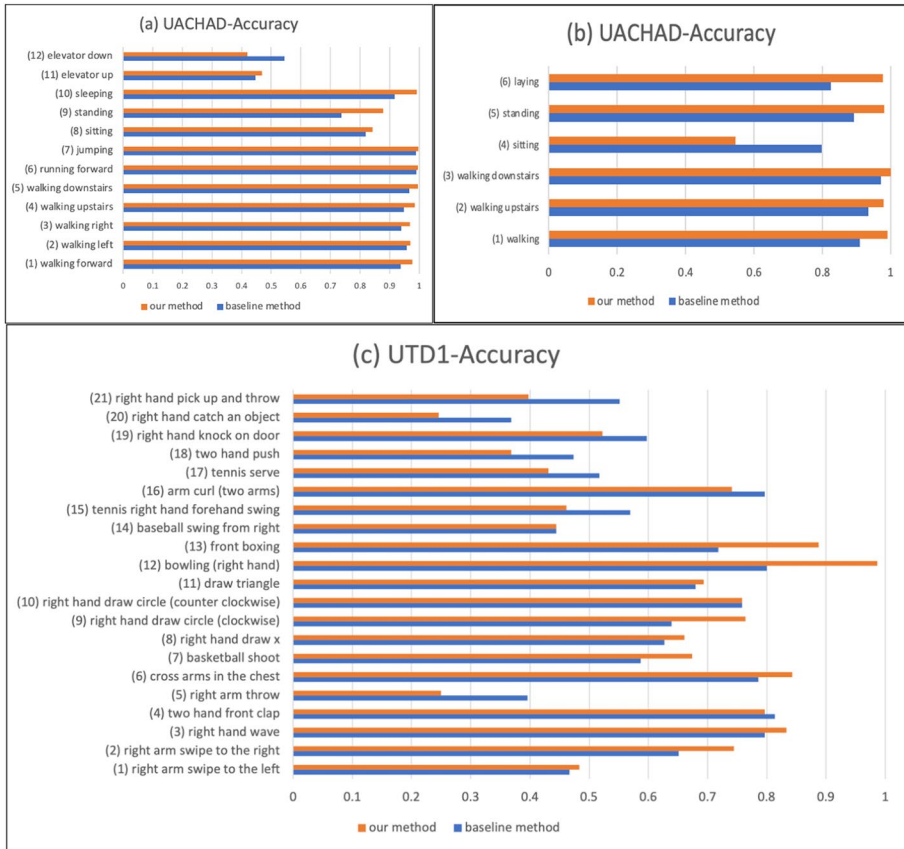 (a) UACHAD-Accuracy
(12) elevator down
(11) elevator up
(10) sleeping
(9) standing
(8) sitting
(7) jumping
(6) running forward
(5) walking downstairs
(4) walking upstairs
(3) walking right
(2) walking left
(1) walking forward
0 0.1 0.2 0.3 0.4 0.5 0.6 0.7 0.8 0.9 1
our method baseline method
(b) UACHAD-Accuracy
(6) laying
(5) standing
(4) sitting
(3) walking downstairs
(2) walking upstairs
(1) walking
0 0.2 0.4 0.6 0.8 1
our method baseline method
(c) UTD1-Accuracy
(21) right hand pick up and throw
(20) right hand catch an object
(19) right hand knock on door
(18) two hand push
(17) tennis serve
(16) arm curl (two arms)
(15) tennis right hand forehand swing
(14) baseball swing from right
(13) front boxing
(12) bowling (right hand)
(11) draw triangle
(10) right hand draw circle (counter clockwise)
(9) right hand draw circle (clockwise)
(8) right hand draw x
(7) basketball shoot
(6) cross arms in the chest
(5) right arm throw
(4) two hand front clap
(3) right hand wave
(2) right arm swipe to the right
(1) right arm swipe to the left
0 0.1 0.2 0.3 0.4 0.5 0.6 0.7 0.8 0.9 1
our method baseline method